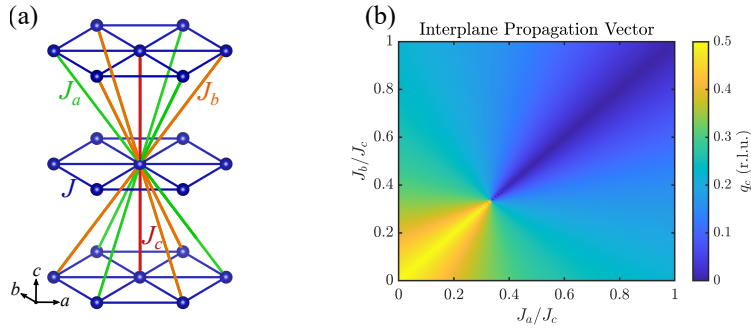 (a)
J_a
J_b
J
J_c
c
b
a
(b)
Interplane Propagation Vector
1
0.8
0.6
0.4
0.2
0
J_b/J_c
0
0.2
0.4
0.6
0.8
1
J_a/J_c
0.5
0.4
0.3
0.2
0.1
0
q_c (r.l.u.)